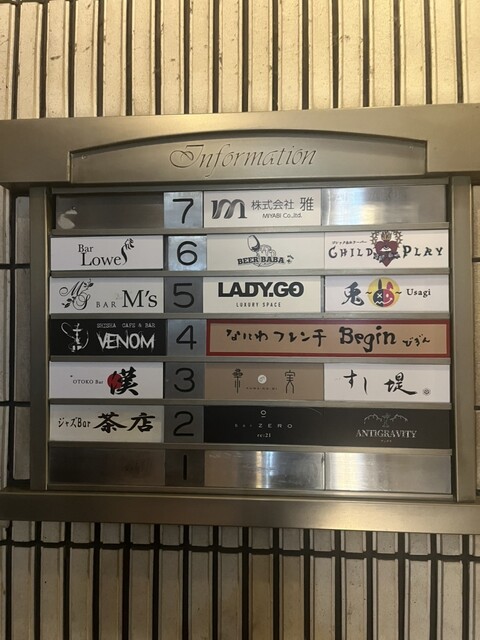 Information
7
m 株式会社 雅
MIYABI Co.,ltd.
Bar
Lowe
6
BEER BABA
CHILD PLAY
BAR M's
5
LADY.GO
LUXURY SPACE
兎 Usagi
SHISHA CAFE & BAR
VENOM
4
なにわ フレンチ Begin びぎん
OTOKO Bar 漢
3
実
すし 堤
ジャズBar 茶店
2
ZERO
re:21
ANTIGRAVITY
1